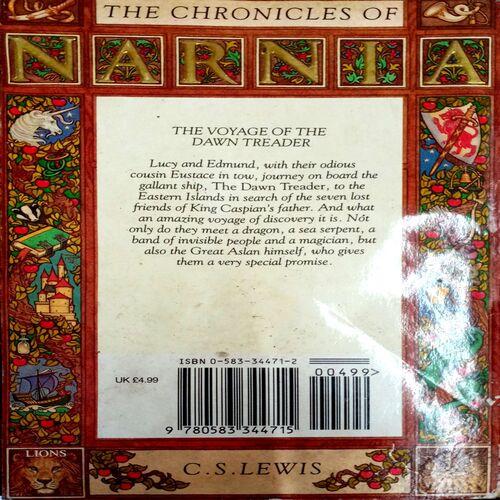 THE CHRONICLES OF
NARNIA
THE VOYAGE OF THE
DAWN TREADER
Lucy and Edmund, with their odious
cousin Eustace in tow, journey on board the
gallant ship, The Dawn Treader, to the
Eastern Islands in search of the seven lost
friends of King Caspian's father. And what
an amazing voyage of discovery it is. Not
only do they meet a dragon, a sea serpent, a
band of invisible people and a magician, but
also the Great Aslan himself, who gives
them a very special promise.
ISBN 0-583-34471-2
00499>
UK £4.99
9 780583 344715
LIONS
C.S.LEWIS